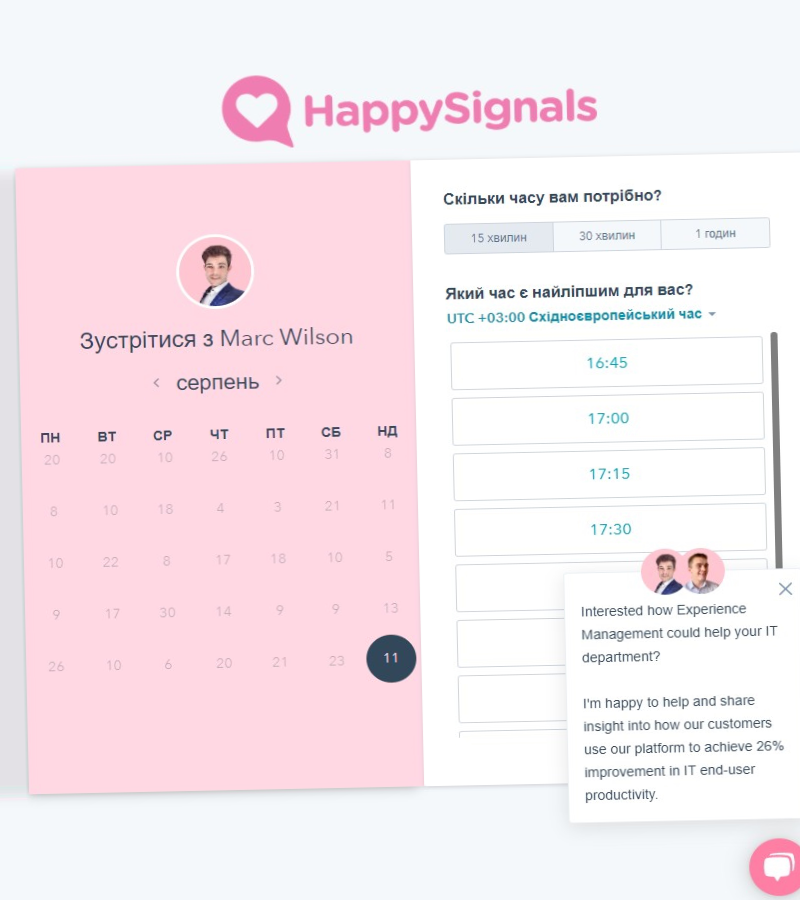 HappySignals
Зустрітися з Marc Wilson
серпень
ПН ВТ СР ЧТ ПТ СБ НД
20 20 10 26 10 31 8
8 10 18 4 3 21 11
10 22 8 17 18 10 5
9 17 30 14 9 9 13
26 10 6 20 21 23 11
Скільки часу вам потрібно?
15 хвилин 30 хвилин 1 годин
Який час є найліпшим для вас?
UTC +03:00 Східноєвропейський час
16:45
17:00
17:15
17:30
Interested how Experience
Management could help your IT
department?
I'm happy to help and share
insight into how our customers
use our platform to achieve 26%
improvement in IT end-user
productivity.